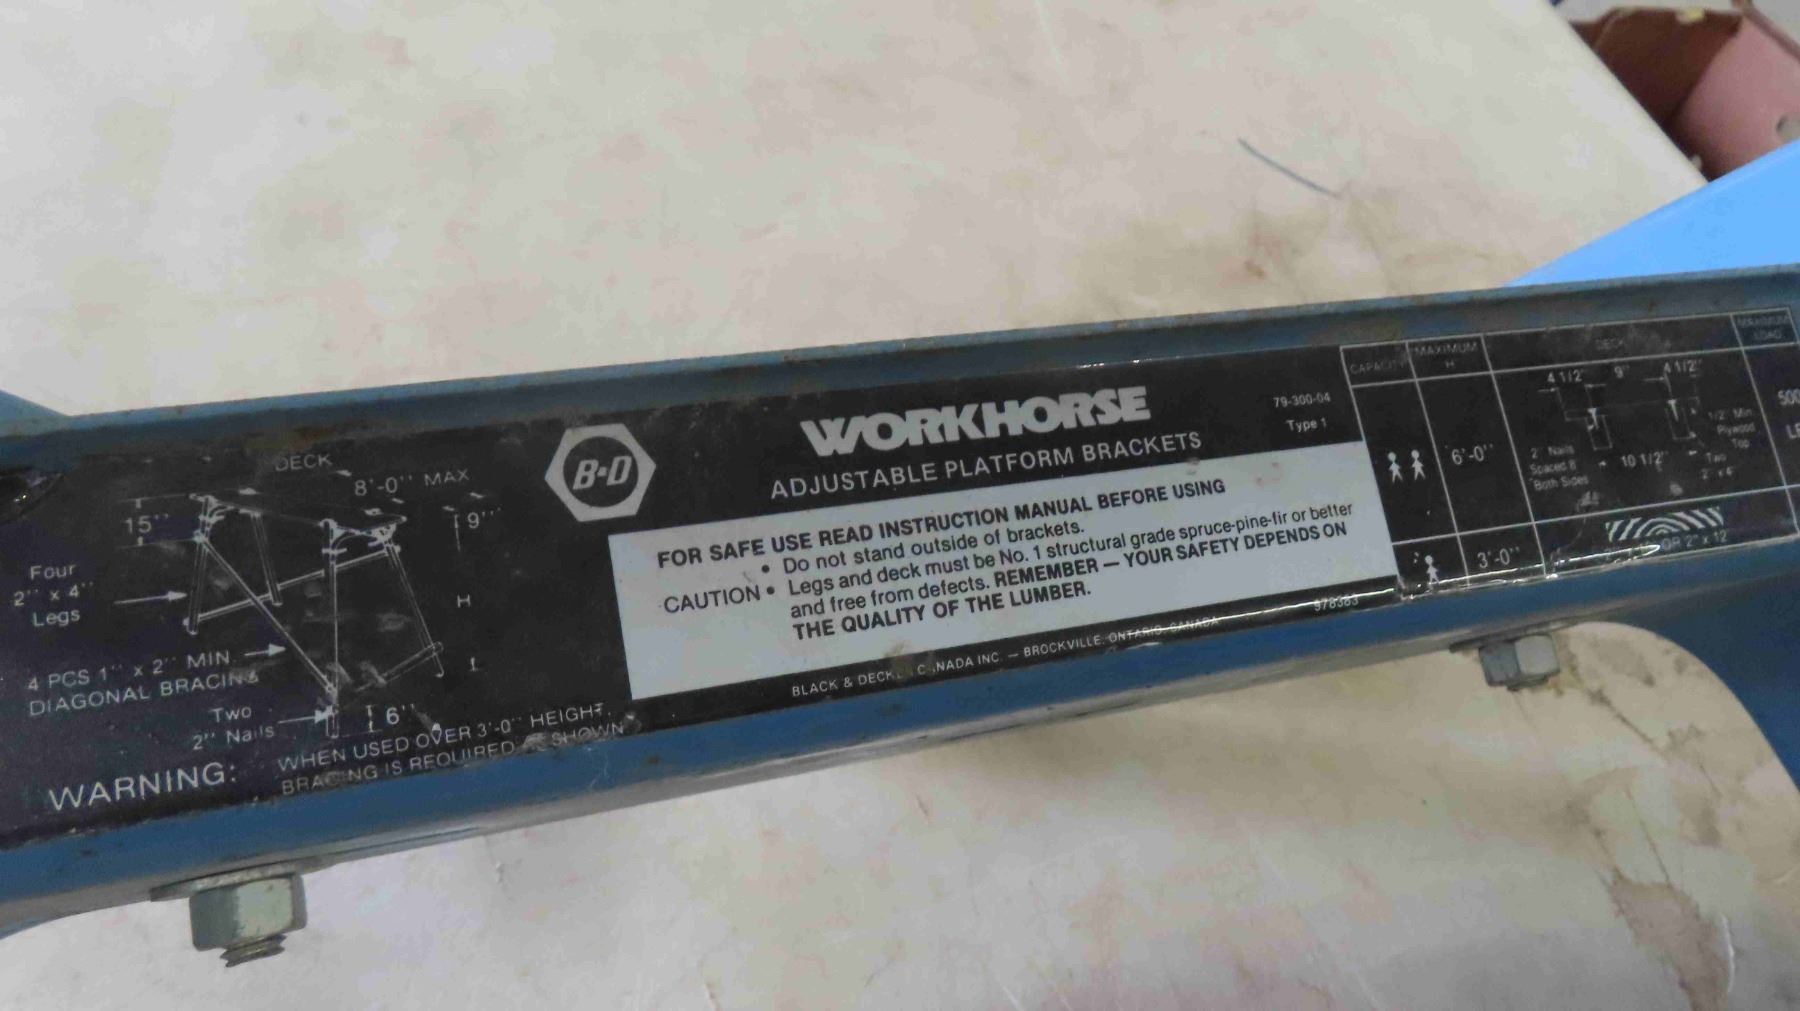 DECK
8'-0" MAX
15"
9"
Four
2" x 4"
Legs
H
4 PCS 1" x 2" MIN.
DIAGONAL BRACING
Two
2" Nails
6"
WARNING:
WHEN USED OVER 3'-0" HEIGHT,
BRACING IS REQUIRED AS SHOWN
B&D
WORKHORSE
ADJUSTABLE PLATFORM BRACKETS
79-300-04
Type 1
FOR SAFE USE READ INSTRUCTION MANUAL BEFORE USING
CAUTION • Do not stand outside of brackets.
• Legs and deck must be No. 1 structural grade spruce-pine-fir or better
and free from defects. REMEMBER — YOUR SAFETY DEPENDS ON
THE QUALITY OF THE LUMBER.
BLACK & DECKER CANADA INC. — BROCKVILLE, ONTARIO, CANADA
978383
CAPACITY
MAXIMUM
H
DECK
MAXIMUM
LOAD
6'-0"
4 1/2"
9"
4 1/2"
2" Nails
Spaced 8
Both Sides
10 1/2"
1/2" Min.
Plywood
Top
Two
2" x 4"
500
3'-0"
OR 2" x 12